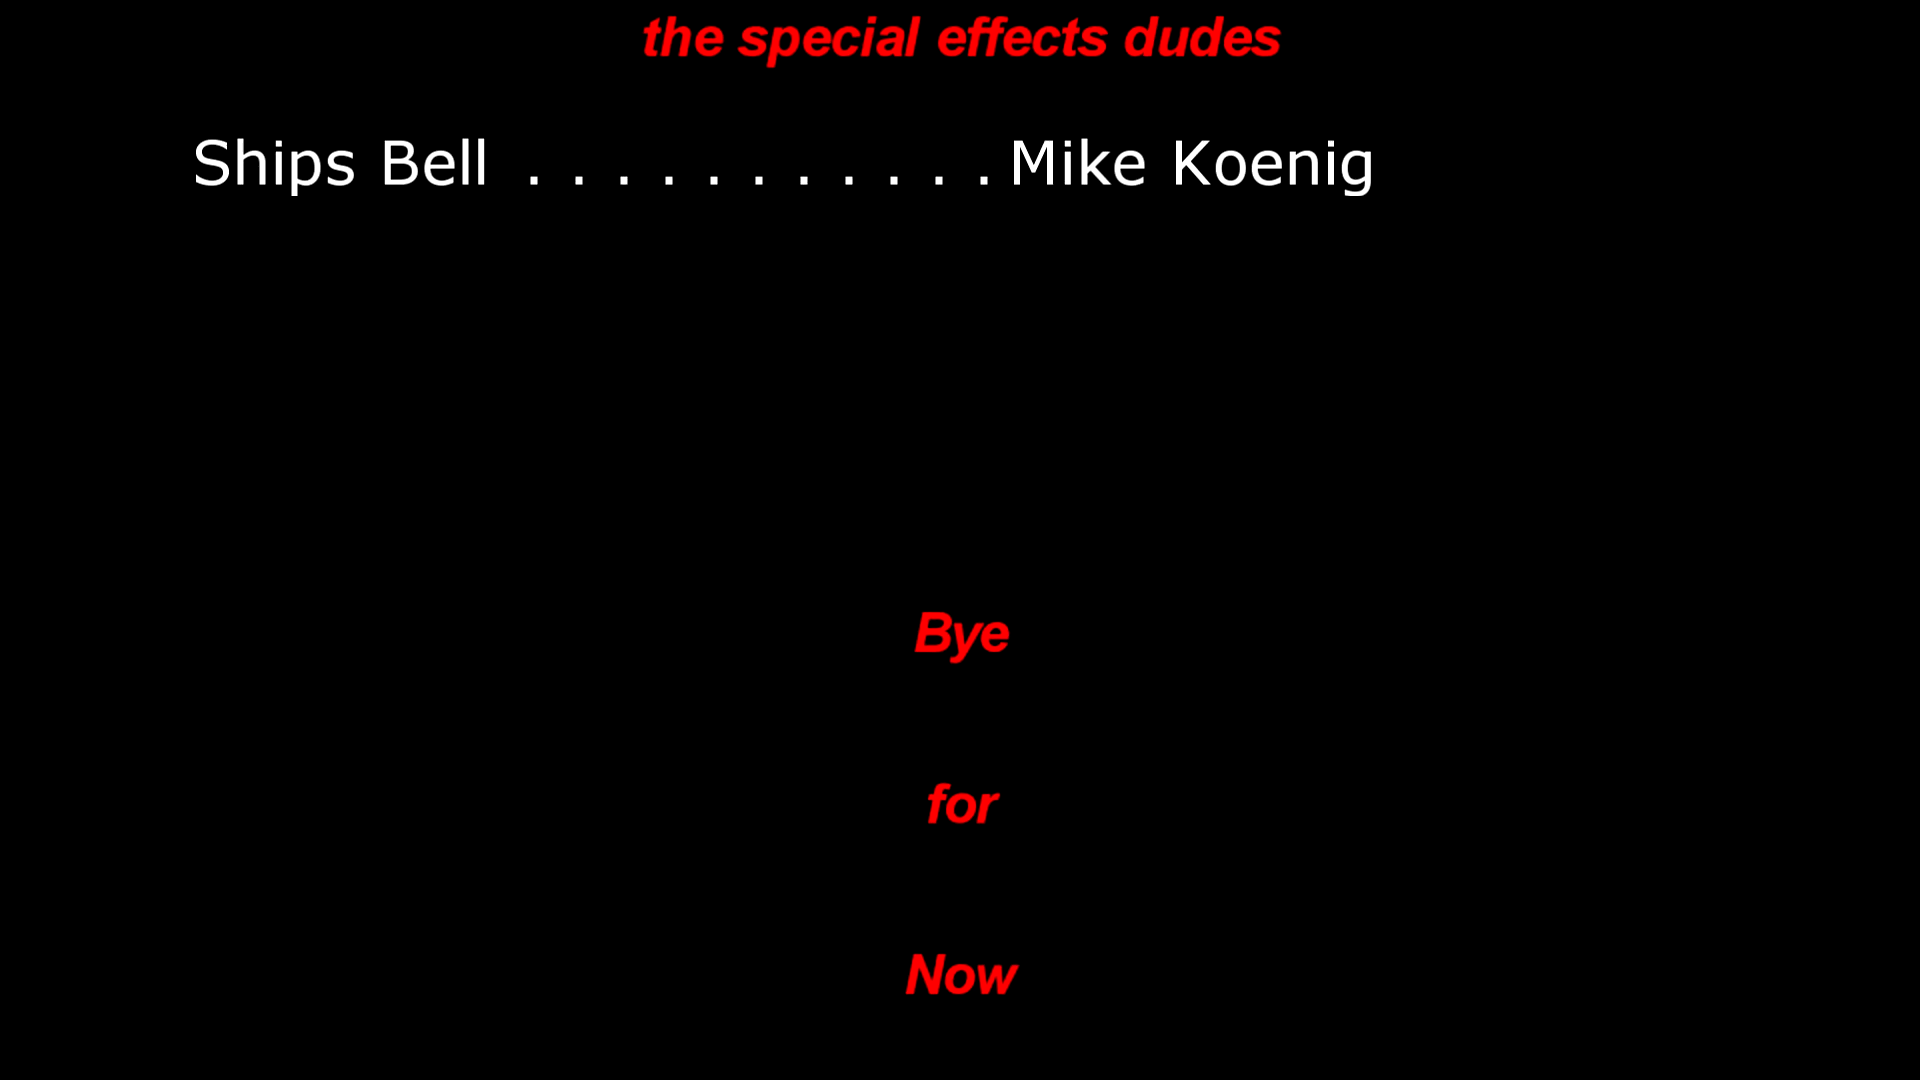 the special effects dudes
Ships Bell . . . . . . . . . . . Mike Koenig
Bye
for
Now